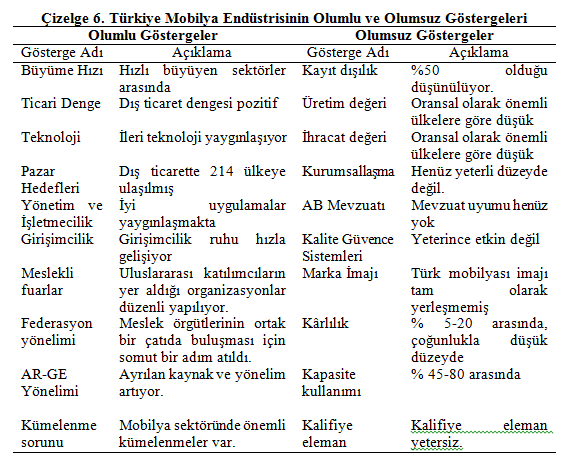 Çizelge 6. Türkiye Mobilya Endüstrisinin Olumlu ve Olumsuz Göstergeleri
Olumlu Göstergeler Olumsuz Göstergeler
Gösterge Adı Açıklama Gösterge Adı Açıklama
Büyüme Hızı Hızlı büyüyen sektörler Kayıt dışılık %50 olduğu
arasında düşünülüyor.
Ticari Denge Dış ticaret dengesi pozitif Üretim değeri Oransal olarak önemli
ülkelere göre düşük
Teknoloji İleri teknoloji yaygınlaşıyor İhracat değeri Oransal olarak önemli
ülkelere göre düşük
Pazar Dış ticarette 214 ülkeye Kurumsallaşma Henüz yeterli düzeyde
Hedefleri ulaşılmış değil.
Yönetim ve İyi uygulamalar AB Mevzuatı Mevzuat uyumu henüz
İşletmecilik yaygınlaşmakta yok
Girişimcilik Girişimcilik ruhu hızla Kalite Güvence Yeterince etkin değil
gelişiyor Sistemleri
Meslekli Uluslararası katılımcıların Marka İmajı Türk mobilyası imajı
fuarlar yer aldığı organizasyonlar tam olarak
düzenli yapılıyor. yerleşmemiş
Federasyon Meslek örgütlerinin ortak Kârlılık % 5-20 arasında,
yönelimi bir çatıda buluşması için çoğunlukla düşük
somut bir adım atıldı. düzeyde
AR-GE Ayrılan kaynak ve yönelim Kapasite % 45-80 arasında
Yönelimi artıyor. kullanımı
Kümelenme Mobilya sektöründe önemli Kalifiye Kalifiye eleman
sorunu kümelenmeler var. eleman yetersiz.